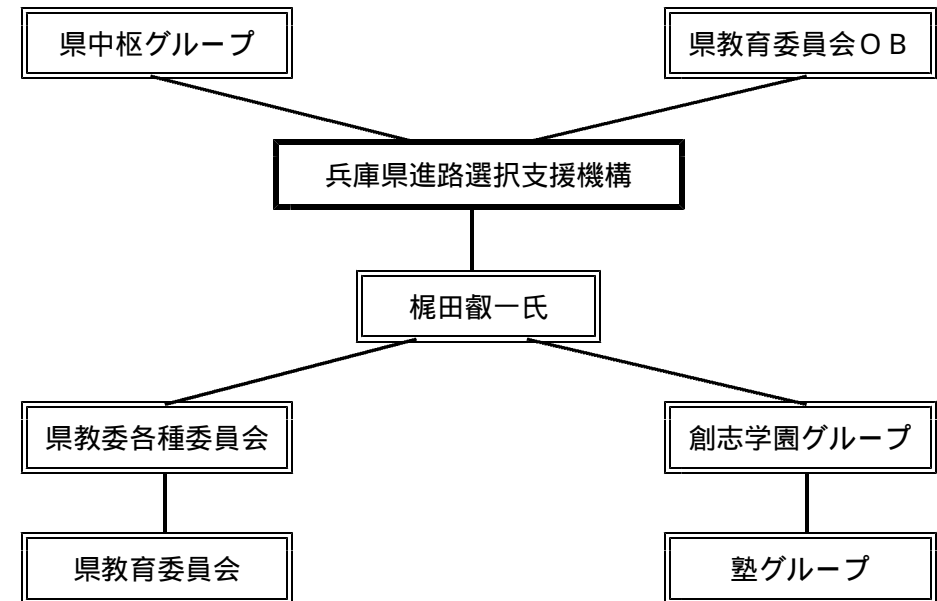 県中枢グループ
県教育委員会ＯＢ
兵庫県進路選択支援機構
梶田叡一氏
県教委各種委員会
創志学園グループ
県教育委員会
塾グループ